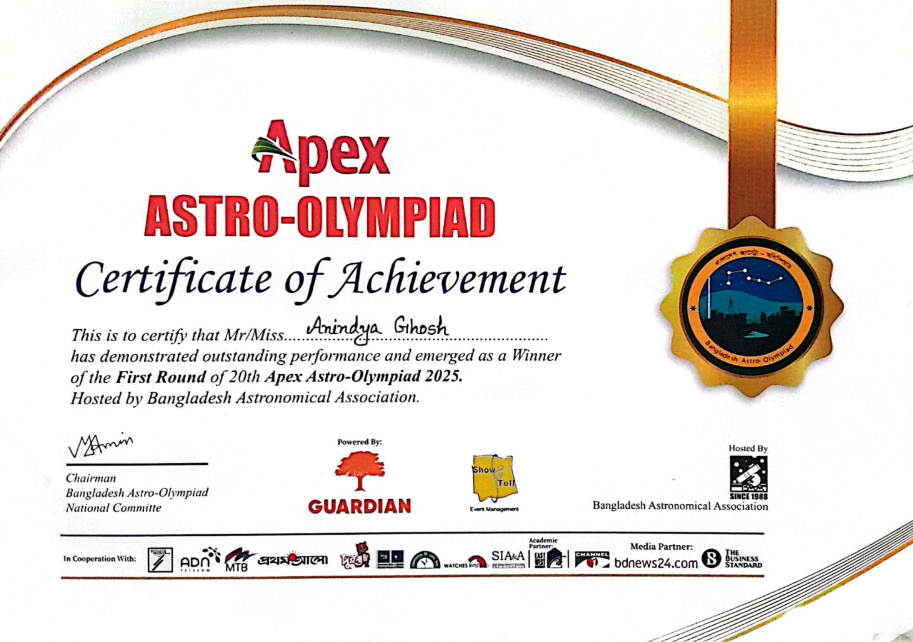 Apex
ASTRO-OLYMPIAD
Certificate of Achievement
This is to certify that Mr/Miss....Anindya Ghosh....
has demonstrated outstanding performance and emerged as a Winner
of the First Round of 20th Apex Astro-Olympiad 2025.
Hosted by Bangladesh Astronomical Association.
বাংলাদেশ অ্যাস্ট্রো-অলিম্পিয়াড
Bangladesh Astro-Olympiad
Chairman
Bangladesh Astro-Olympiad
National Committe
Powered By:
GUARDIAN
Show & Tell
Event Management
Hosted By
SINCE 1988
Bangladesh Astronomical Association
In Cooperation With:
ADN
TELECOM
MTB
প্রথম আলো
WATCHES
SIAKA
Academic
Partner:
EAST
WEST
CHANNEL
Media Partner:
bdnews24.com
B THE
BUSINESS
STANDARD